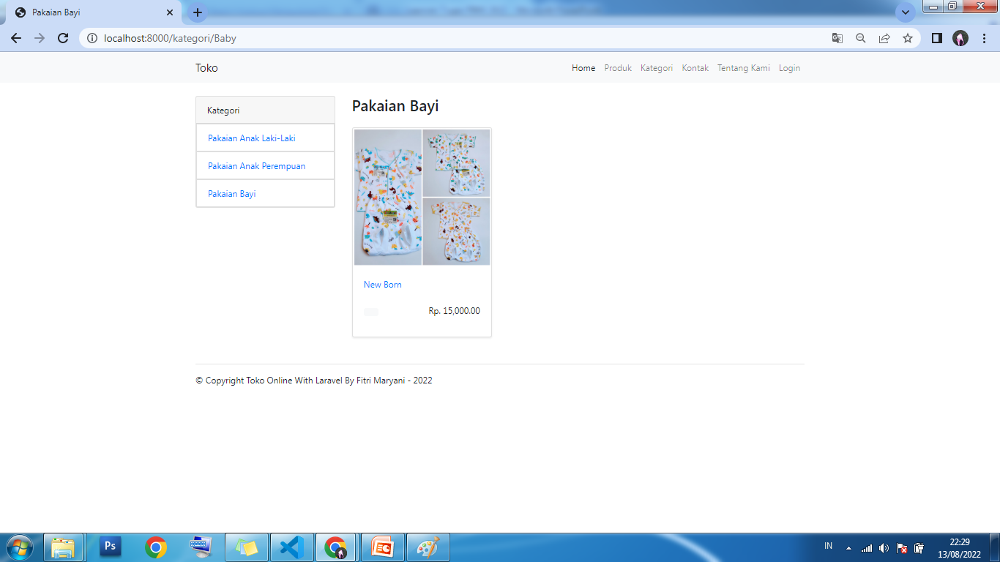 Pakaian Bayi
localhost:8000/kategori/Baby
Toko
Home Produk Kategori Kontak Tentang Kami Login
Kategori
Pakaian Anak Laki-Laki
Pakaian Anak Perempuan
Pakaian Bayi
Pakaian Bayi
New Born
Rp. 15,000.00
© Copyright Toko Online With Laravel By Fitri Maryani - 2022
Ps
IN
22:29
13/08/2022